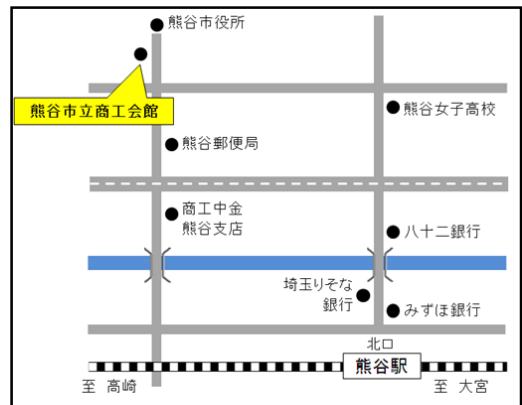 熊谷市役所
熊谷市立商工会館
熊谷女子高校
熊谷郵便局
商工中金
熊谷支店
八十二銀行
埼玉りそな
銀行
みずほ銀行
北口
熊谷駅
至 高崎
至 大宮